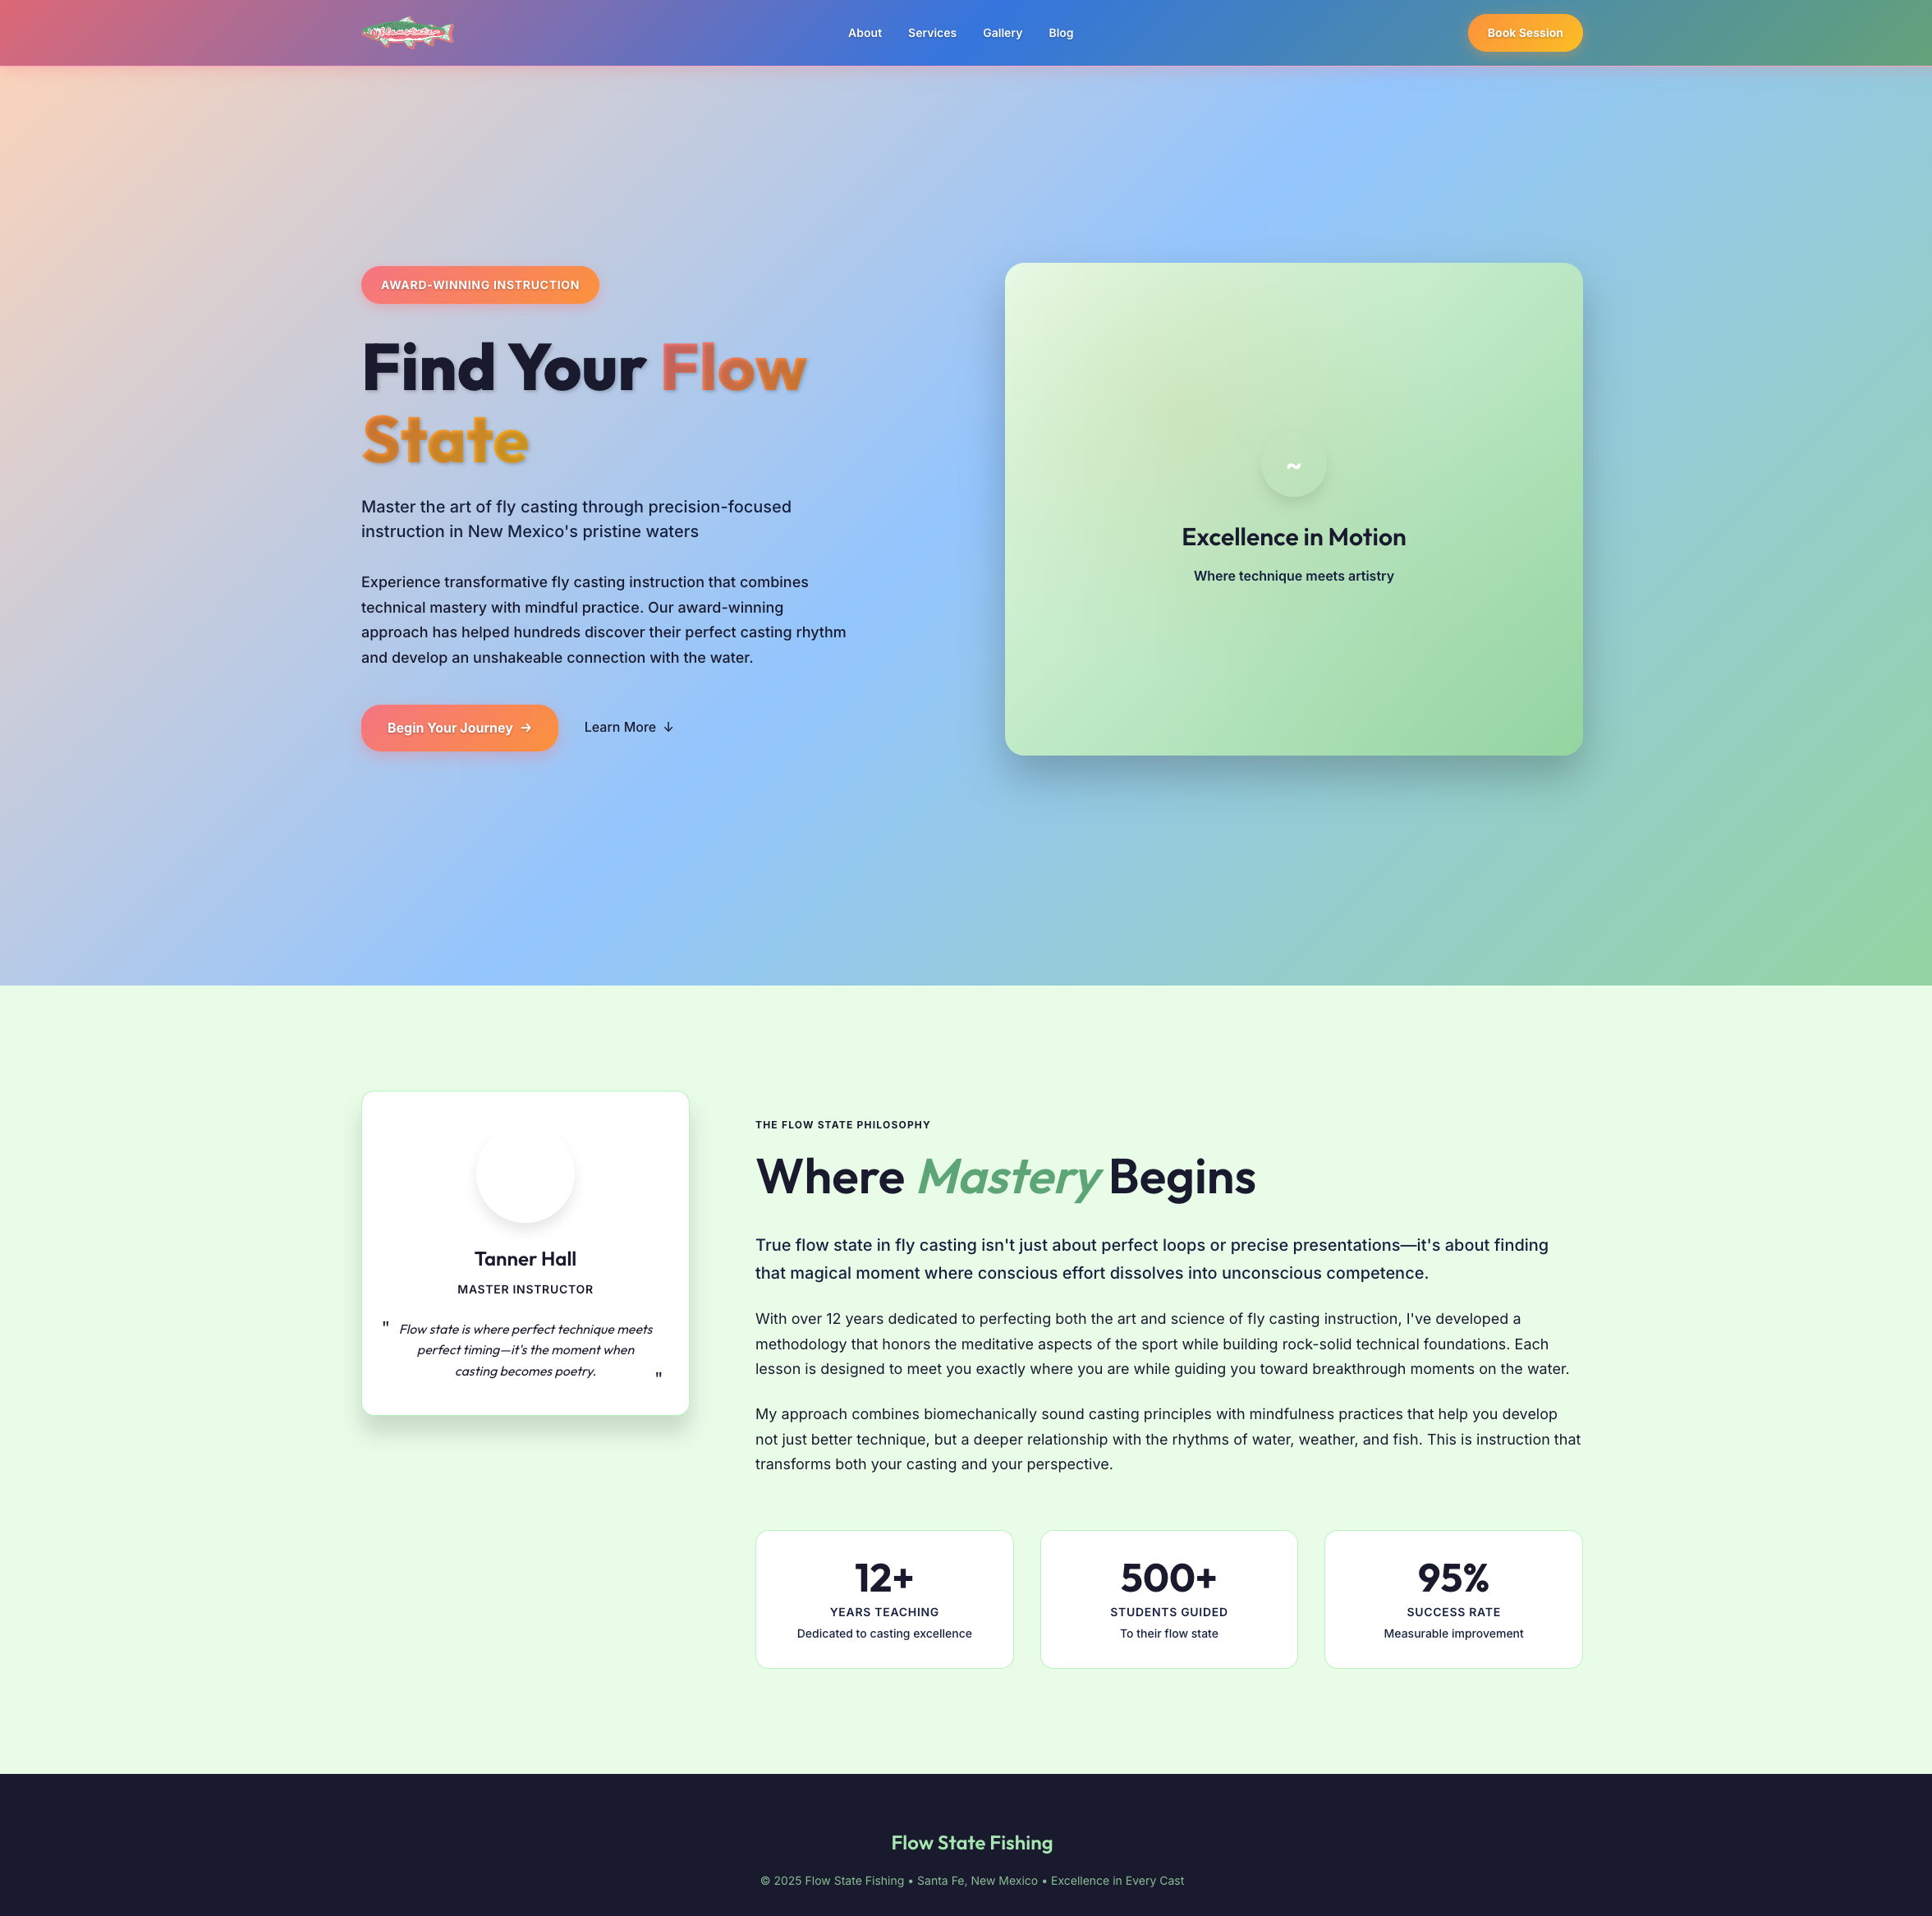 About Services Gallery Blog
Book Session
AWARD-WINNING INSTRUCTION
Find Your Flow
State
Master the art of fly casting through precision-focused
instruction in New Mexico's pristine waters
Experience transformative fly casting instruction that combines
technical mastery with mindful practice. Our award-winning
approach has helped hundreds discover their perfect casting rhythm
and develop an unshakeable connection with the water.
Begin Your Journey →
Learn More ↓
~
Excellence in Motion
Where technique meets artistry
Tanner Hall
MASTER INSTRUCTOR
" Flow state is where perfect technique meets
perfect timing—it's the moment when
casting becomes poetry. "
THE FLOW STATE PHILOSOPHY
Where Mastery Begins
True flow state in fly casting isn't just about perfect loops or precise presentations—it's about finding
that magical moment where conscious effort dissolves into unconscious competence.
With over 12 years dedicated to perfecting both the art and science of fly casting instruction, I've developed a
methodology that honors the meditative aspects of the sport while building rock-solid technical foundations. Each
lesson is designed to meet you exactly where you are while guiding you toward breakthrough moments on the water.
My approach combines biomechanically sound casting principles with mindfulness practices that help you develop
not just better technique, but a deeper relationship with the rhythms of water, weather, and fish. This is instruction that
transforms both your casting and your perspective.
12+
YEARS TEACHING
Dedicated to casting excellence
500+
STUDENTS GUIDED
To their flow state
95%
SUCCESS RATE
Measurable improvement
Flow State Fishing
© 2025 Flow State Fishing • Santa Fe, New Mexico • Excellence in Every Cast